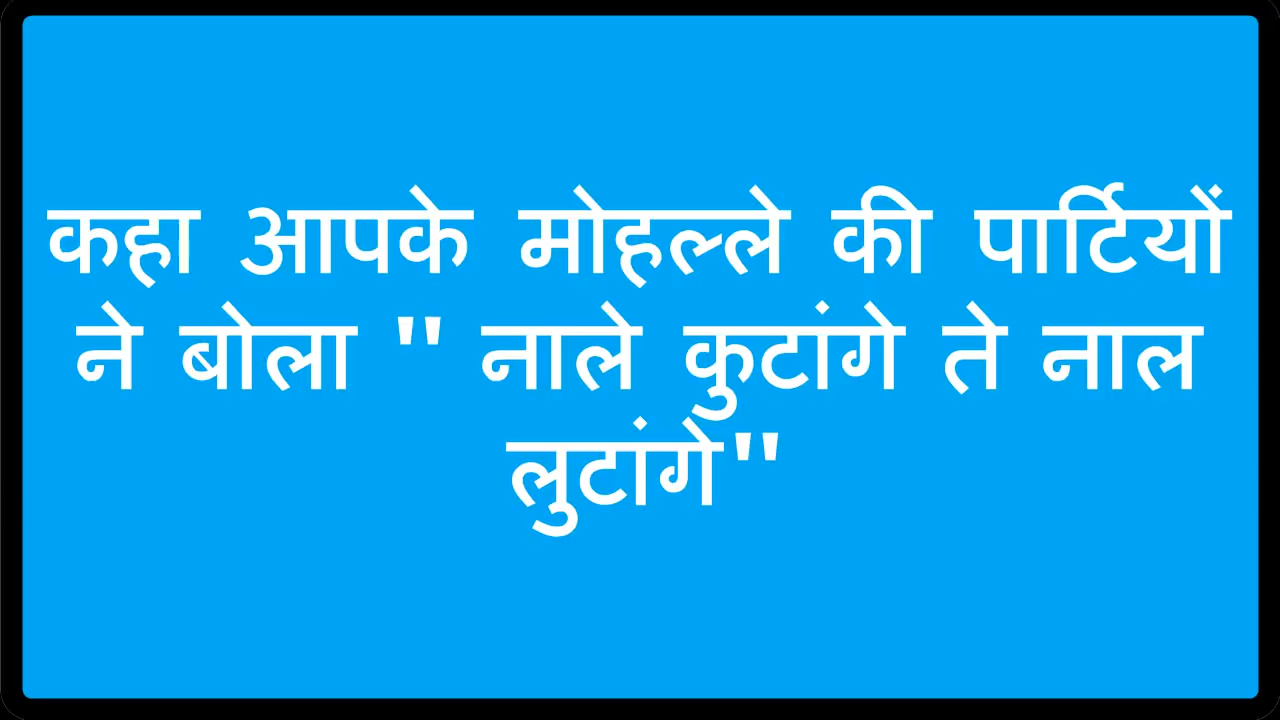 कहा आपके मोहल्ले की पार्टियों
ने बोला " नाले कुटांगे ते नाल
लुटांगे"